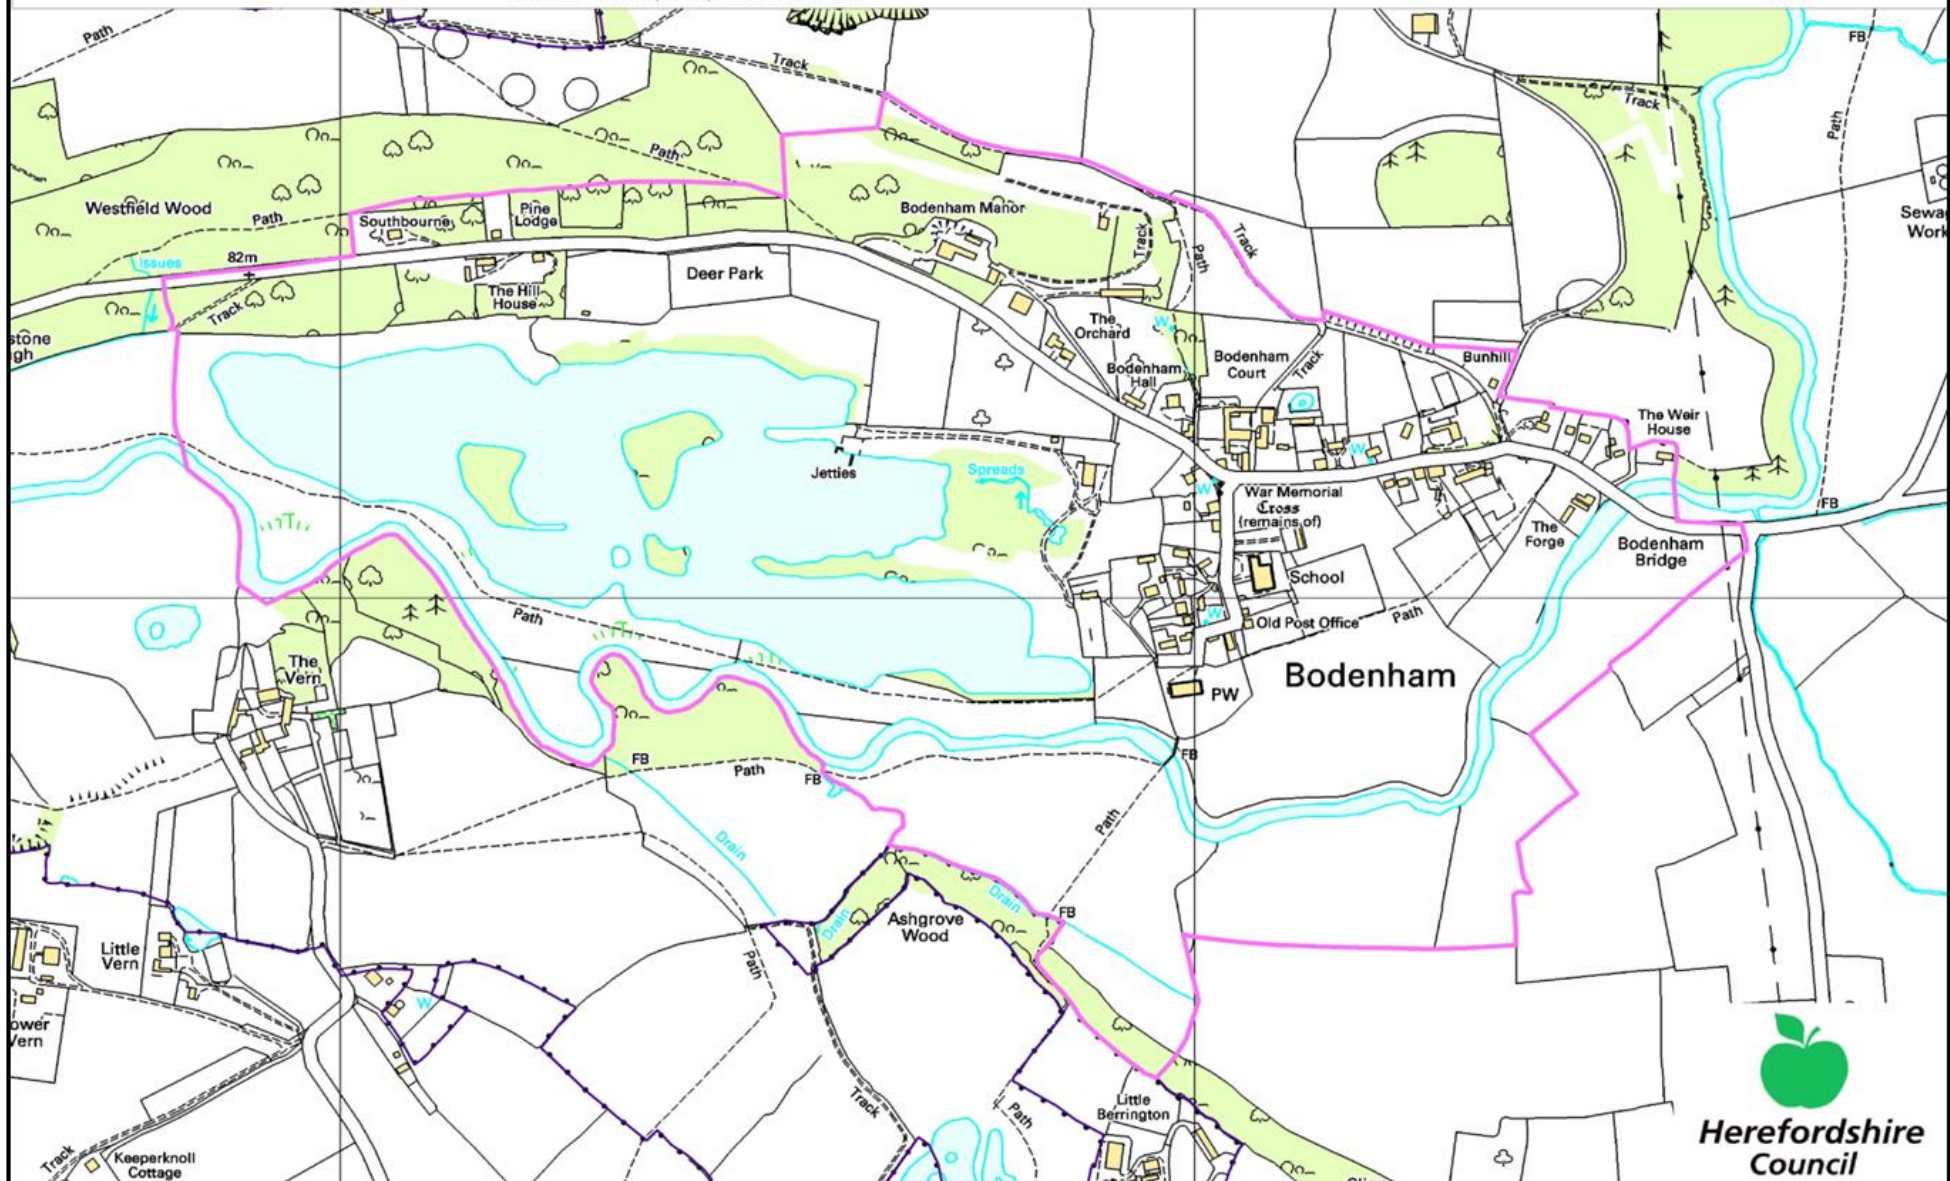 Path
Track
FB
Track
Path
Path
Sewa
Work
Westfield Wood
Path
Southbourne
Pine
Lodge
Bodenham Manor
Track
Path
Track
Issues
82m
Track
The Hill
House
Deer Park
stone
gh
The
Orchard
W
Bodenham
Hall
Bodenham
Court
Track
Bunhill
The Weir
House
Jetties
Spreads
W
W
War Memorial
Cross
(remains of)
FB
The
Forge
Bodenham
Bridge
School
Path
W
Old Post Office
Path
The
Vern
Bodenham
PW
FB
Path
FB
FB
Path
Drain
Drain
FB
Ashgrove
Wood
Drain
Little
Vern
Path
W
ower
Vern
Track
Path
Little
Berrington
Track
Keeperknoll
Cottage
Herefordshire
Council